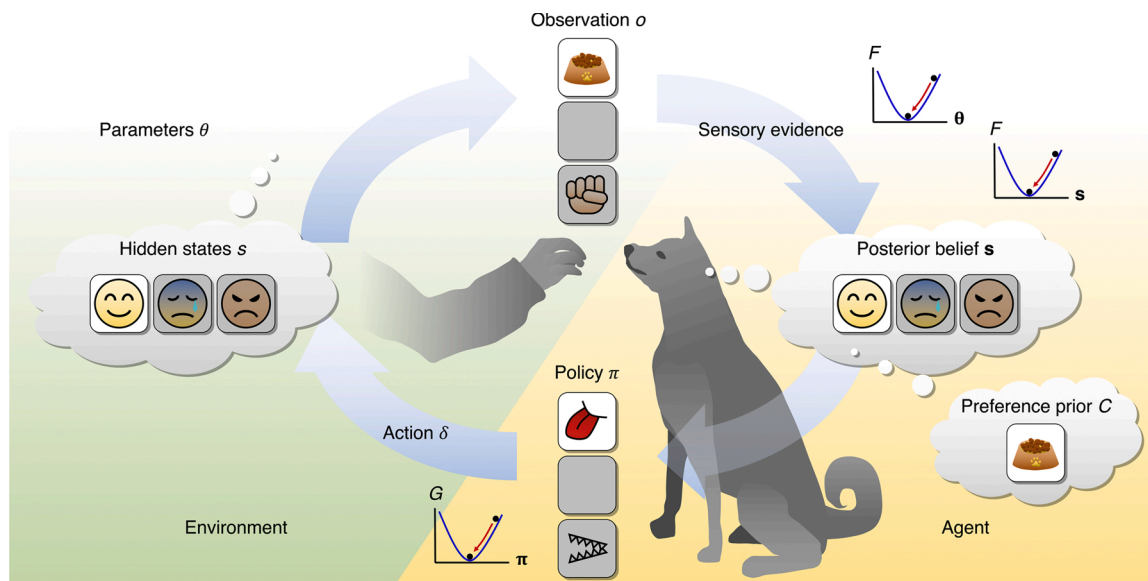 Observation o
F
θ
Parameters θ
Sensory evidence
F
s
Hidden states s
Posterior belief s
Policy π
Preference prior C
Action δ
G
π
Environment
Agent